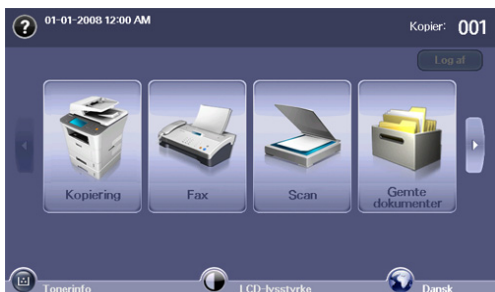 01-01-2008 12:00 AM
Kopier: 001
Log af
Kopiering
Fax
Scan
Gemte
dokumenter
Tonerinfo
LCD-lysstyrke
Dansk